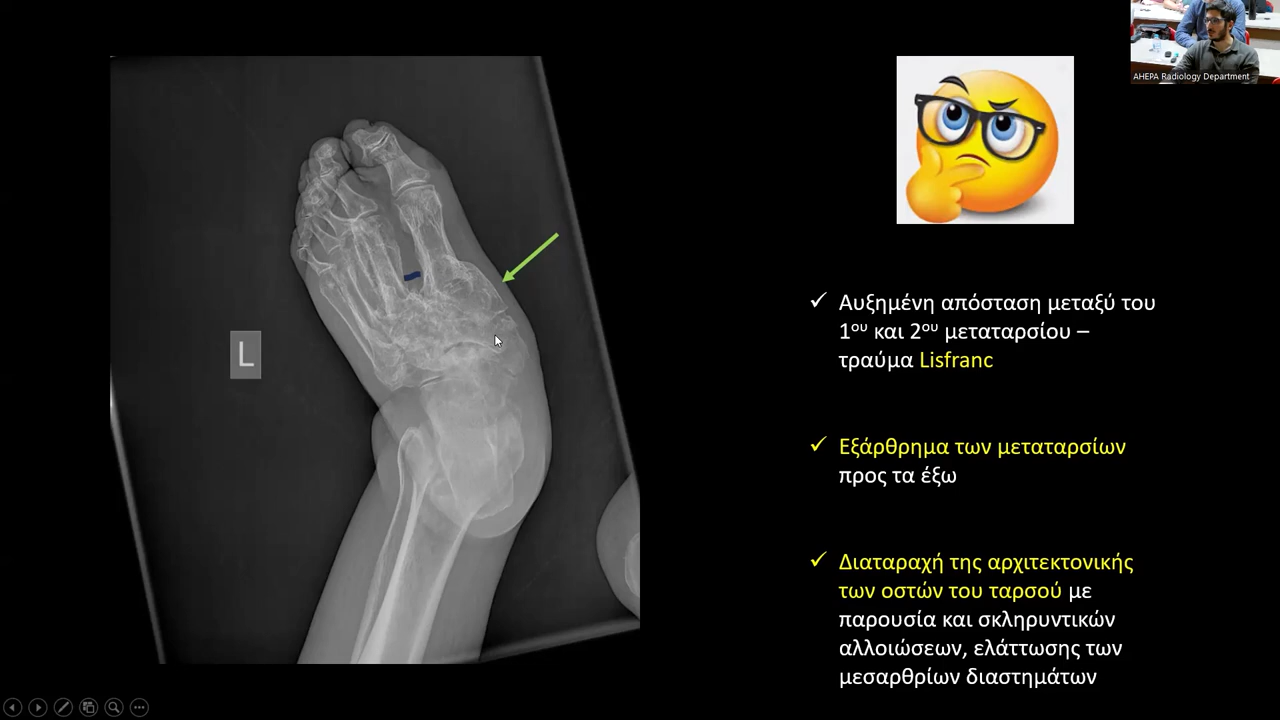 AHEPA Radiology Department
L
✓ Αυξημένη απόσταση μεταξύ του
1ου και 2ου μεταταρσίου –
τραύμα Lisfranc
✓ Εξάρθρημα των μεταταρσίων
προς τα έξω
✓ Διαταραχή της αρχιτεκτονικής
των οστών του ταρσού με
παρουσία και σκληρυντικών
αλλοιώσεων, ελάττωσης των
μεσαρθρίων διαστημάτων